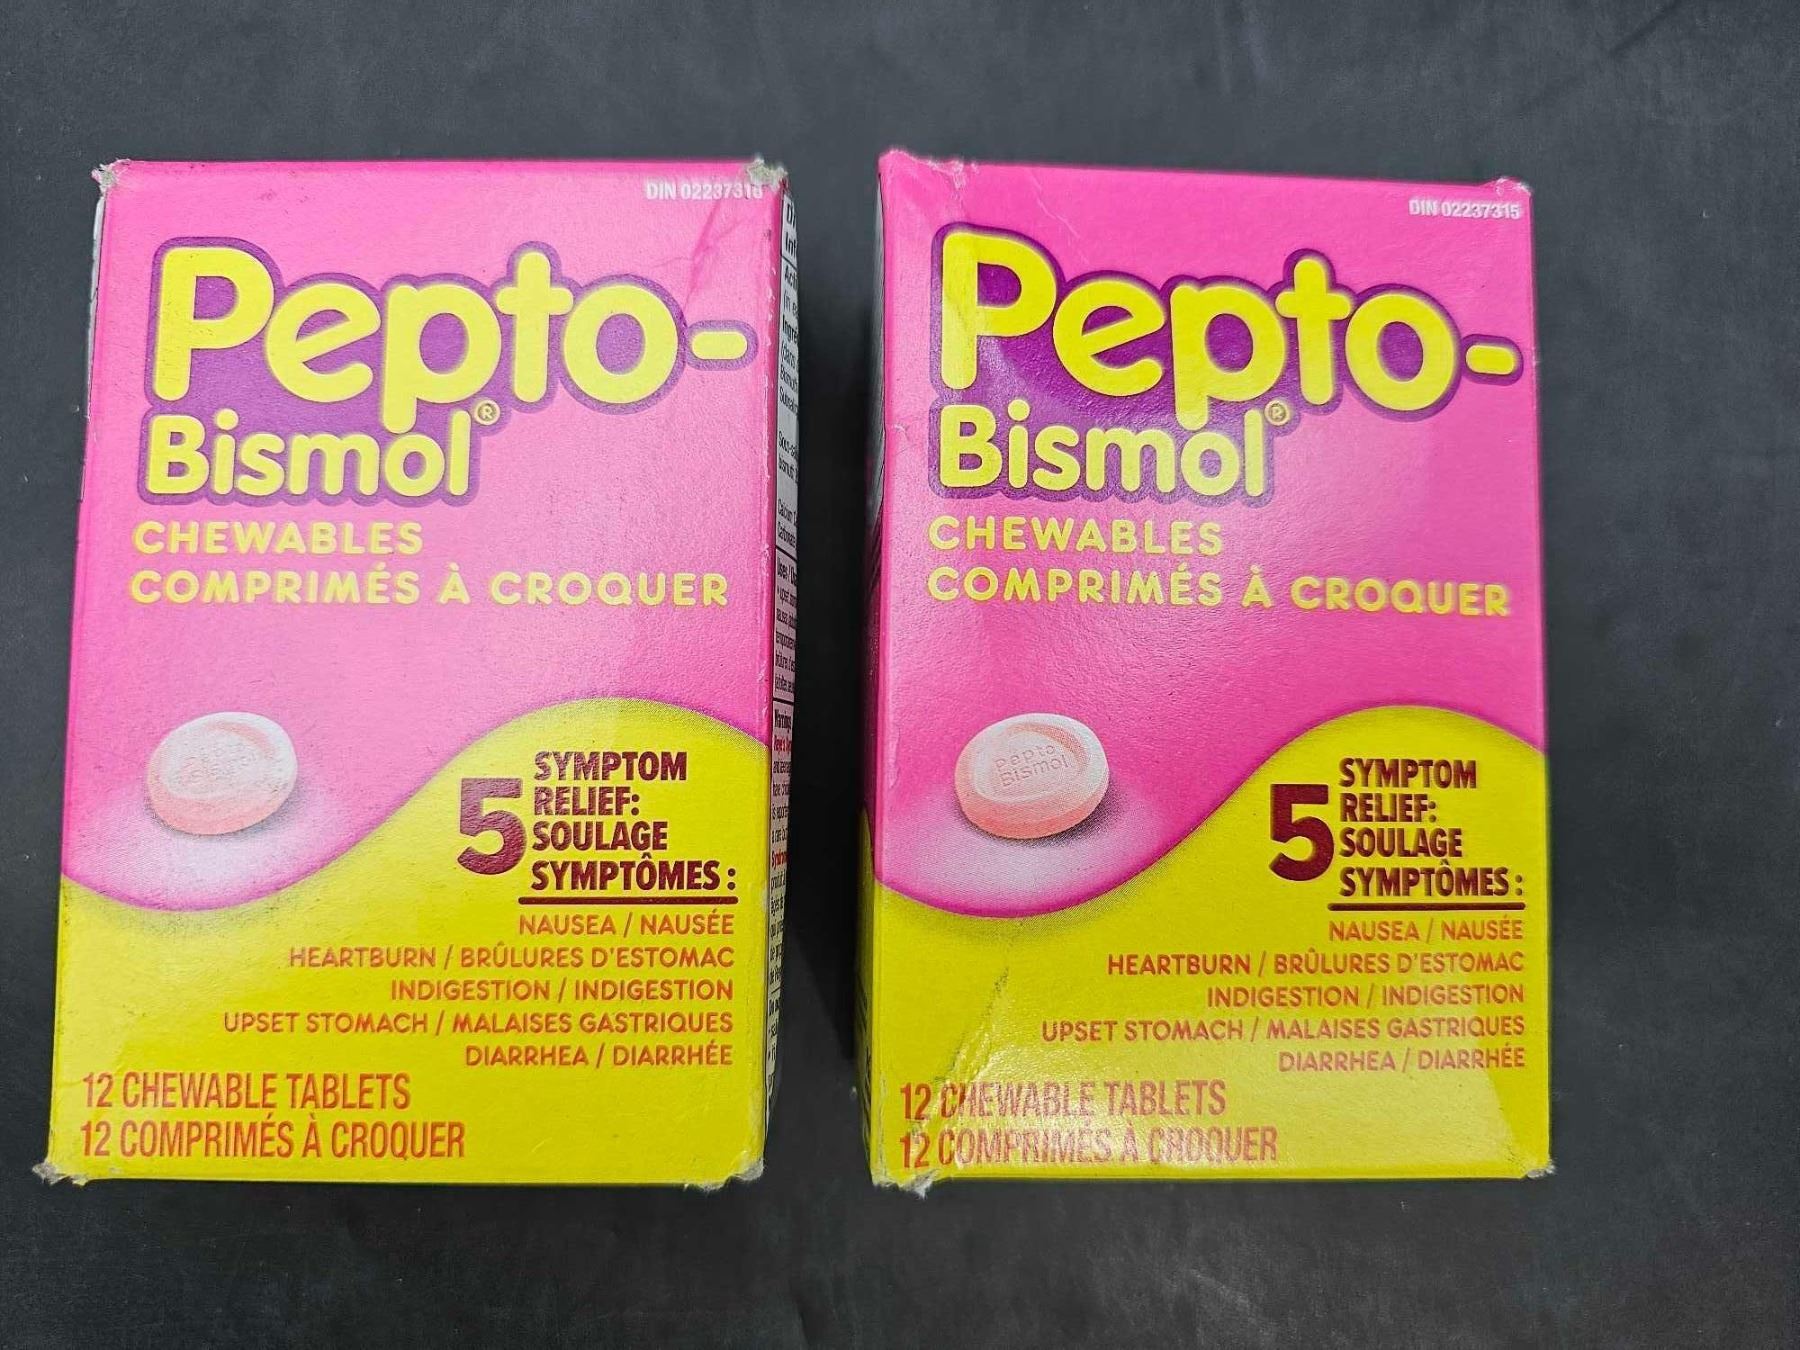 DIN 02237315
Pepto-
Bismol®
CHEWABLES
COMPRIMÉS À CROQUER
Pepto
Bismol
5 SYMPTOM
RELIEF:
SOULAGE
SYMPTÔMES :
NAUSEA / NAUSÉE
HEARTBURN / BRÛLURES D'ESTOMAC
INDIGESTION / INDIGESTION
UPSET STOMACH / MALAISES GASTRIQUES
DIARRHEA / DIARRHÉE
12 CHEWABLE TABLETS
12 COMPRIMÉS À CROQUER
DIN 02237315
Pepto-
Bismol®
CHEWABLES
COMPRIMÉS À CROQUER
Pepto
Bismol
5 SYMPTOM
RELIEF:
SOULAGE
SYMPTÔMES :
NAUSEA / NAUSÉE
HEARTBURN / BRÛLURES D'ESTOMAC
INDIGESTION / INDIGESTION
UPSET STOMACH / MALAISES GASTRIQUES
DIARRHEA / DIARRHÉE
12 CHEWABLE TABLETS
12 COMPRIMÉS À CROQUER